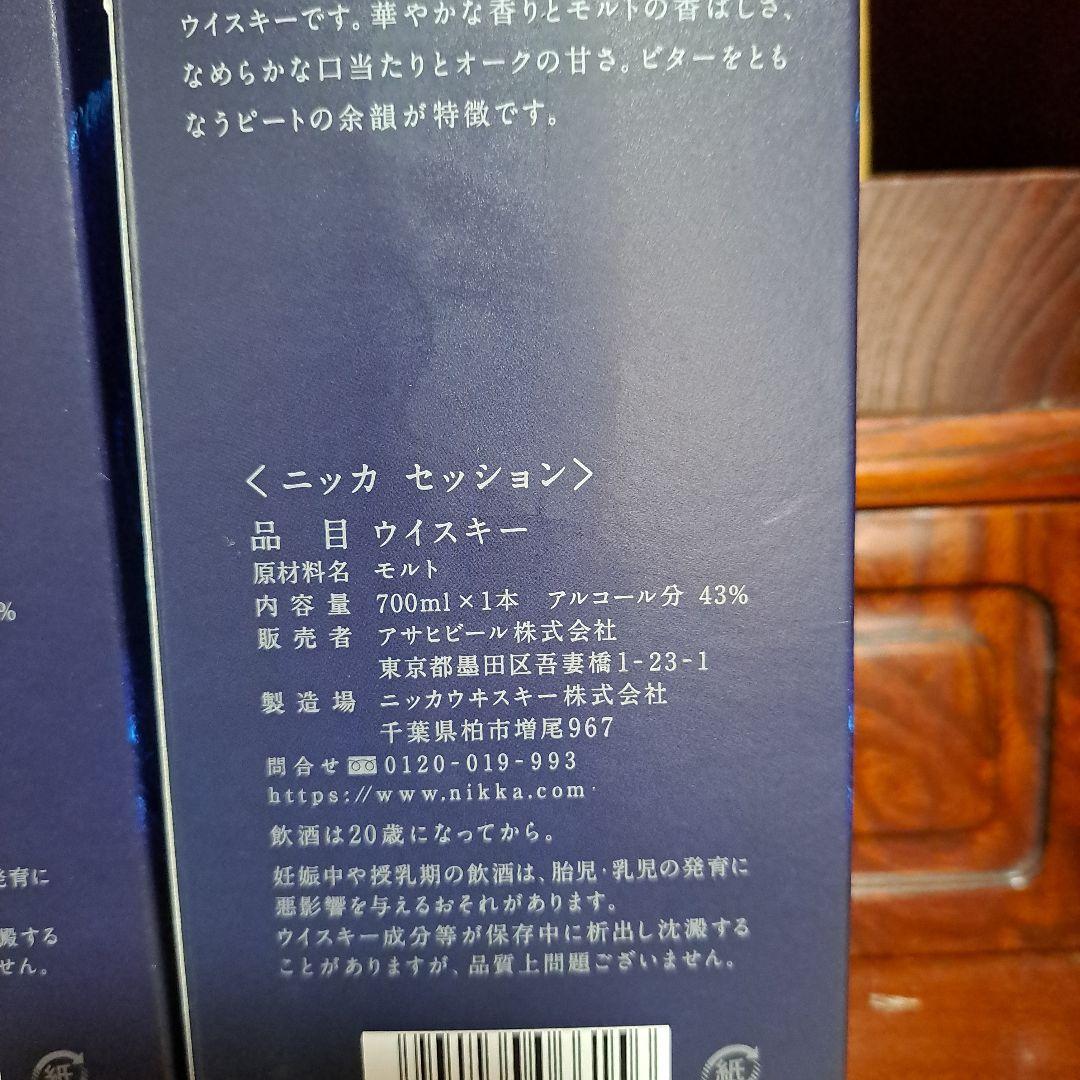 ウイスキーです。華やかな香りとモルトの香ばしさ、
なめらかな口当たりとオークの甘さ。ビターをとも
なうピートの余韻が特徴です。
〈ニッカ セッション〉
品 目 ウイスキー
原材料名 モルト
内容量 700ml×1本 アルコール分 43%
販売者 アサヒビール株式会社
東京都墨田区吾妻橋1-23-1
製造場 ニッカウヰスキー株式会社
千葉県柏市増尾967
問合せ 0120-019-993
https://www.nikka.com
飲酒は20歳になってから。
妊娠中や授乳期の飲酒は、胎児・乳児の発育に
悪影響を与えるおそれがあります。
ウイスキー成分等が保存中に析出し沈澱する
ことがありますが、品質上問題ございません。
紙
%
発育に
澱する
せん。
紙